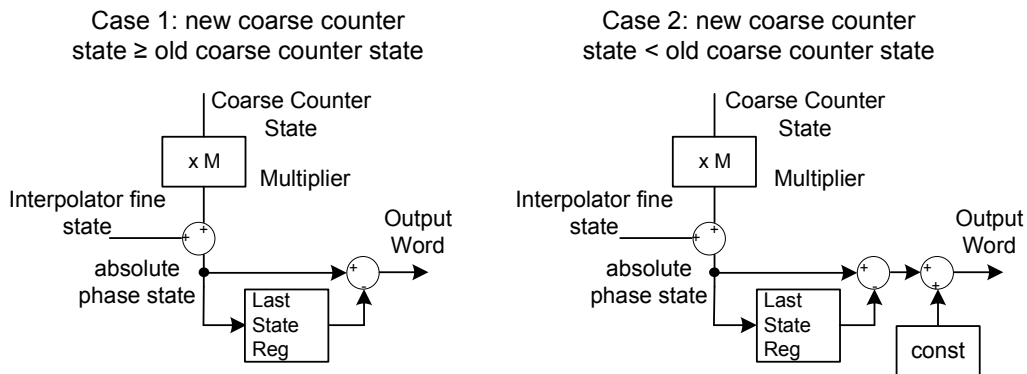 Case 1: new coarse counter
state ≥ old coarse counter state
Coarse Counter
State
x M
Multiplier
Interpolator fine
state
+
+
Output
Word
absolute
phase state
+
-
Last
State
Reg
Case 2: new coarse counter
state < old coarse counter state
Coarse Counter
State
x M
Multiplier
Interpolator fine
state
+
+
Output
Word
absolute
phase state
+
-
+
+
Last
State
Reg
const